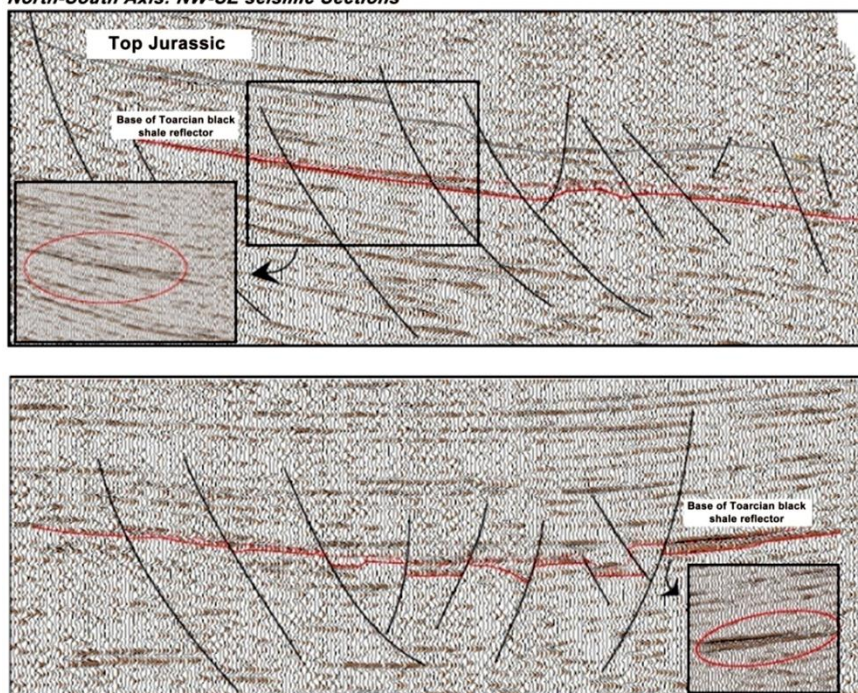 North-South Axis: NW-SE seismic Sections
Top Jurassic
Base of Toarcian black
shale reflector
Base of Toarcian black
shale reflector